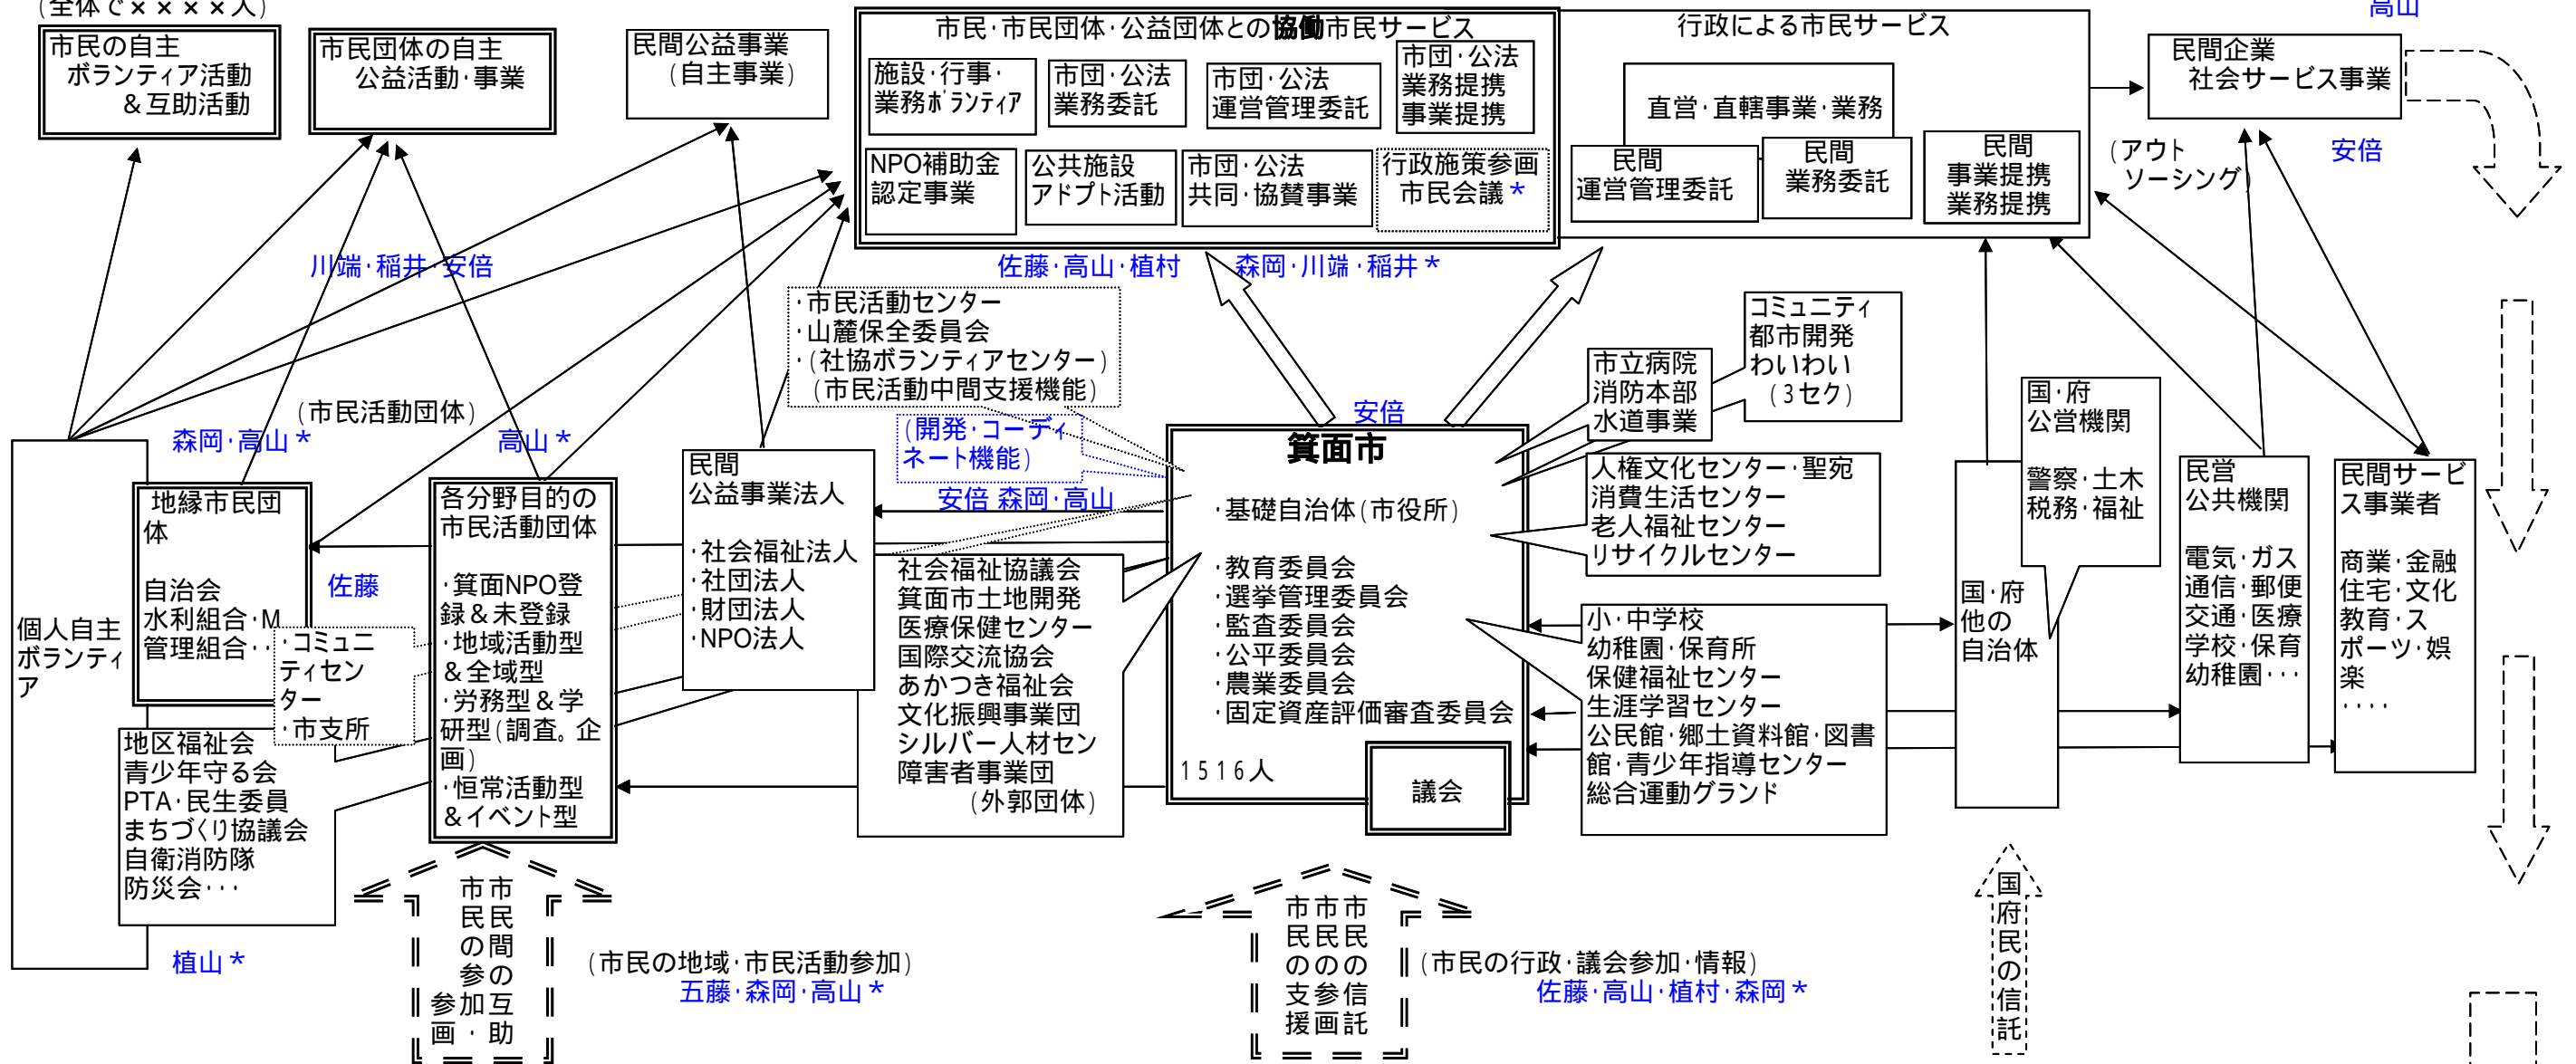 (全体で××××人)
高山
市民の自主
ボランティア活動
＆互助活動
市民団体の自主
公益活動・事業
民間公益事業
(自主事業)
市民・市民団体・公益団体との協働市民サービス
施設・行事・
業務ボランティア
市団・公法
業務委託
市団・公法
運営管理委託
市団・公法
業務提携
事業提携
NPO補助金
認定事業
公共施設
アドプト活動
市団・公法
共同・協賛事業
行政施策参画
市民会議＊
行政による市民サービス
直営・直轄事業・業務
民間
運営管理委託
民間
業務委託
民間
事業提携
業務提携
民間企業
社会サービス事業
(アウト
ソーシング)
安倍
川端・稲井・安倍
佐藤・高山・植村
森岡・川端・稲井＊
・市民活動センター
・山麓保全委員会
・(社協ボランティアセンター)
(市民活動中間支援機能)
コミュニティ
都市開発
わいわい
(3セク)
市立病院
消防本部
水道事業
国・府
公営機関
警察・土木
税務・福祉
(市民活動団体)
森岡・高山＊
高山＊
(開発・コーディ
ネート機能)
安倍
安倍 森岡・高山
個人自主
ボランティ
ア
地縁市民団
体
自治会
水利組合・M
管理組合・・
佐藤
・コミュニ
ティセン
ター
・市支所
地区福祉会
青少年守る会
PTA・民生委員
まちづくり協議会
自衛消防隊
防災会・・・
植山＊
各分野目的の
市民活動団体
・箕面NPO登
録＆未登録
・地域活動型
＆全域型
・労務型＆学
研型(調査。企
画)
・恒常活動型
＆イベント型
民間
公益事業法人
・社会福祉法人
・社団法人
・財団法人
・NPO法人
社会福祉協議会
箕面市土地開発
医療保健センター
国際交流協会
あかつき福祉会
文化振興事業団
シルバー人材セン
障害者事業団
(外郭団体)
箕面市
・基礎自治体(市役所)
・教育委員会
・選挙管理委員会
・監査委員会
・公平委員会
・農業委員会
・固定資産評価審査委員会
1516人
議会
人権文化センター・聖苑
消費生活センター
老人福祉センター
リサイクルセンター
小・中学校
幼稚園・保育所
保健福祉センター
生涯学習センター
公民館・郷土資料館・図書
館・青少年指導センター
総合運動グランド
国・府
他の
自治体
民営
公共機関
電気・ガス
通信・郵便
交通・医療
学校・保育
幼稚園・・・
民間サービ
ス事業者
商業・金融
住宅・文化
教育・ス
ポーツ・娯
楽
・・・・
市民間の互助
市民の参加・
参画
(市民の地域・市民活動参加)
五藤・森岡・高山＊
市民の信託
市民の参画
市民の支援
(市民の行政・議会参加・情報)
佐藤・高山・植村・森岡＊
国府民の信託